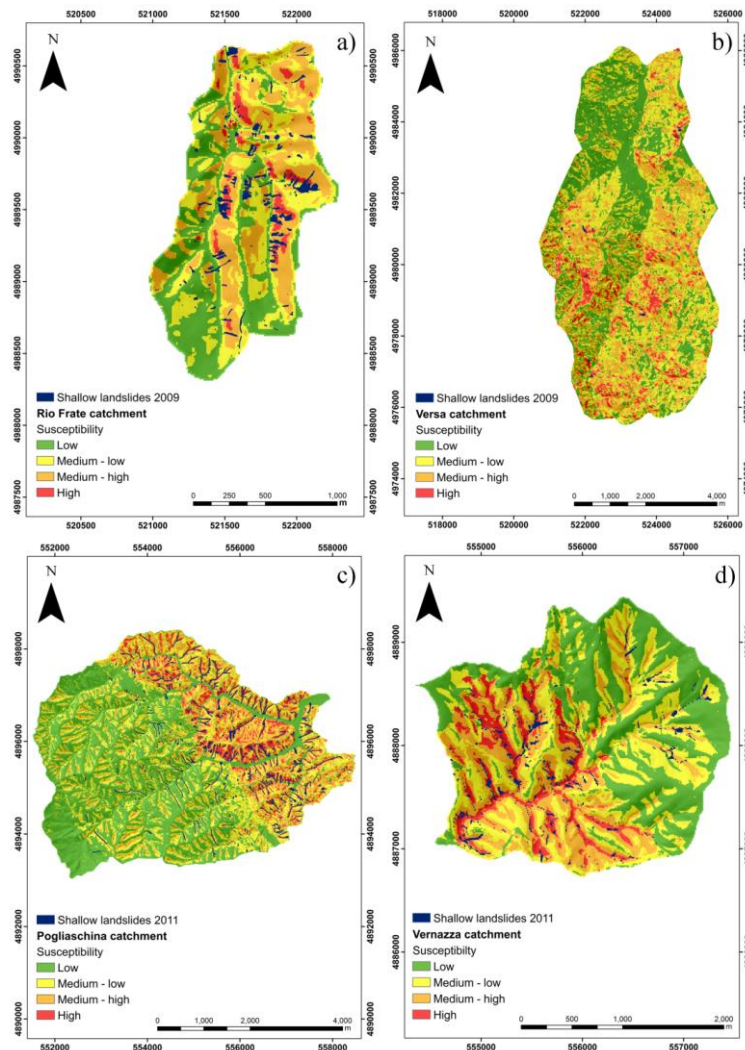 520500 521000 521500 522000
N
a)
4990500
4990000
4989500
4989000
4988500
4988000
4987500
Shallow landslides 2009
Rio Frate catchment
Susceptibility
Low
Medium - low
Medium - high
High
0 250 500 1,000
m
520500 521000 521500 522000
518000 520000 522000 524000 526000
N
b)
4986000
4984000
4982000
4980000
4978000
4976000
4974000
Shallow landslides 2009
Versa catchment
Susceptibility
Low
Medium - low
Medium - high
High
0 1,000 2,000 4,000
m
518000 520000 522000 524000 526000
552000 554000 556000 558000
N
c)
4898000 4898000
4896000 4896000
4894000 4894000
4892000 4892000
4890000 4890000
Shallow landslides 2011
Pogliaschina catchment
Susceptibility
Low
Medium - low
Medium - high
High
0 1,000 2,000 4,000
m
552000 554000 556000 558000
555000 556000 557000
N
d)
4889000
4888000
4887000
4886000
Shallow landslides 2011
Vernazza catchment
Susceptibility
Low
Medium - low
Medium - high
High
0 500 1,000 2,000
m
555000 556000 557000